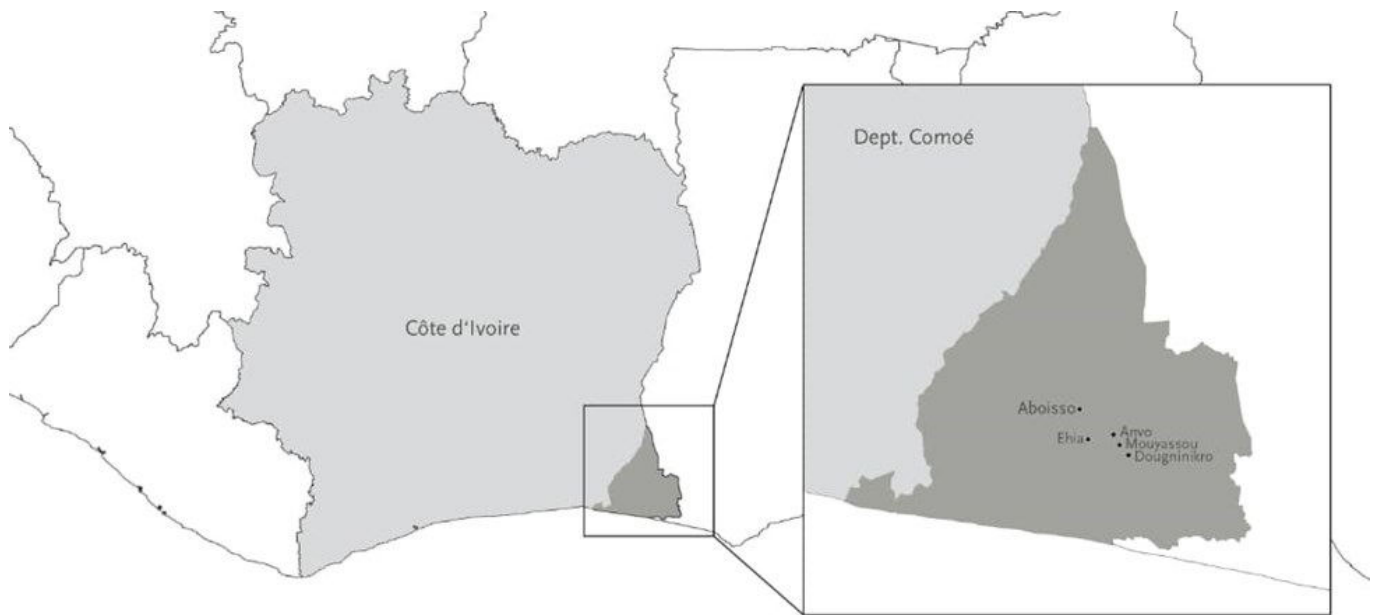 Dept. Comoé
Côte d'Ivoire
Aboisso
Anvo
Ehia
Mouyassou
Dougninikro